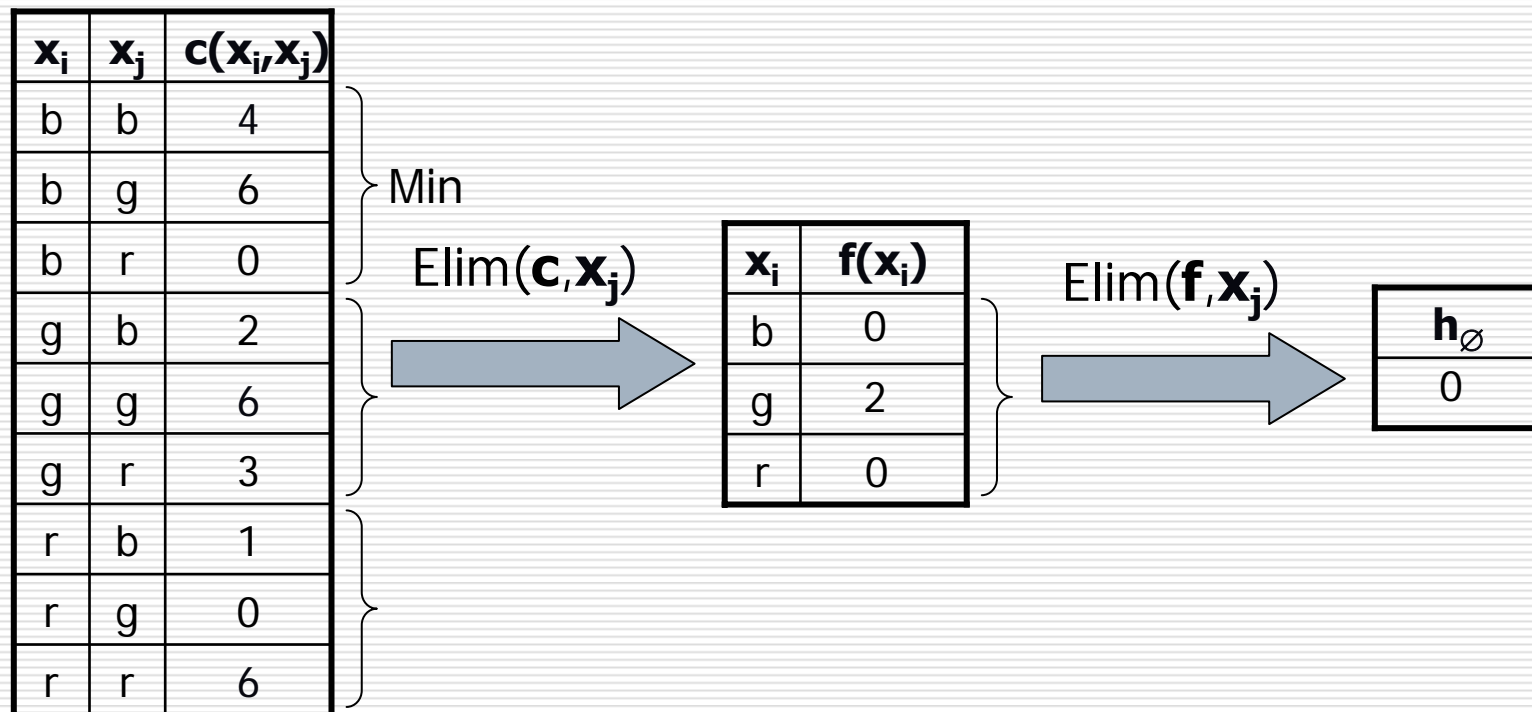 xᵢ xⱼ c(xᵢ,xⱼ)
b b 4
b g 6
b r 0
g b 2
g g 6
g r 3
r b 1
r g 0
r r 6
Min
Elim(c,xⱼ)
xᵢ f(xᵢ)
b 0
g 2
r 0
Elim(f,xⱼ)
h∅
0